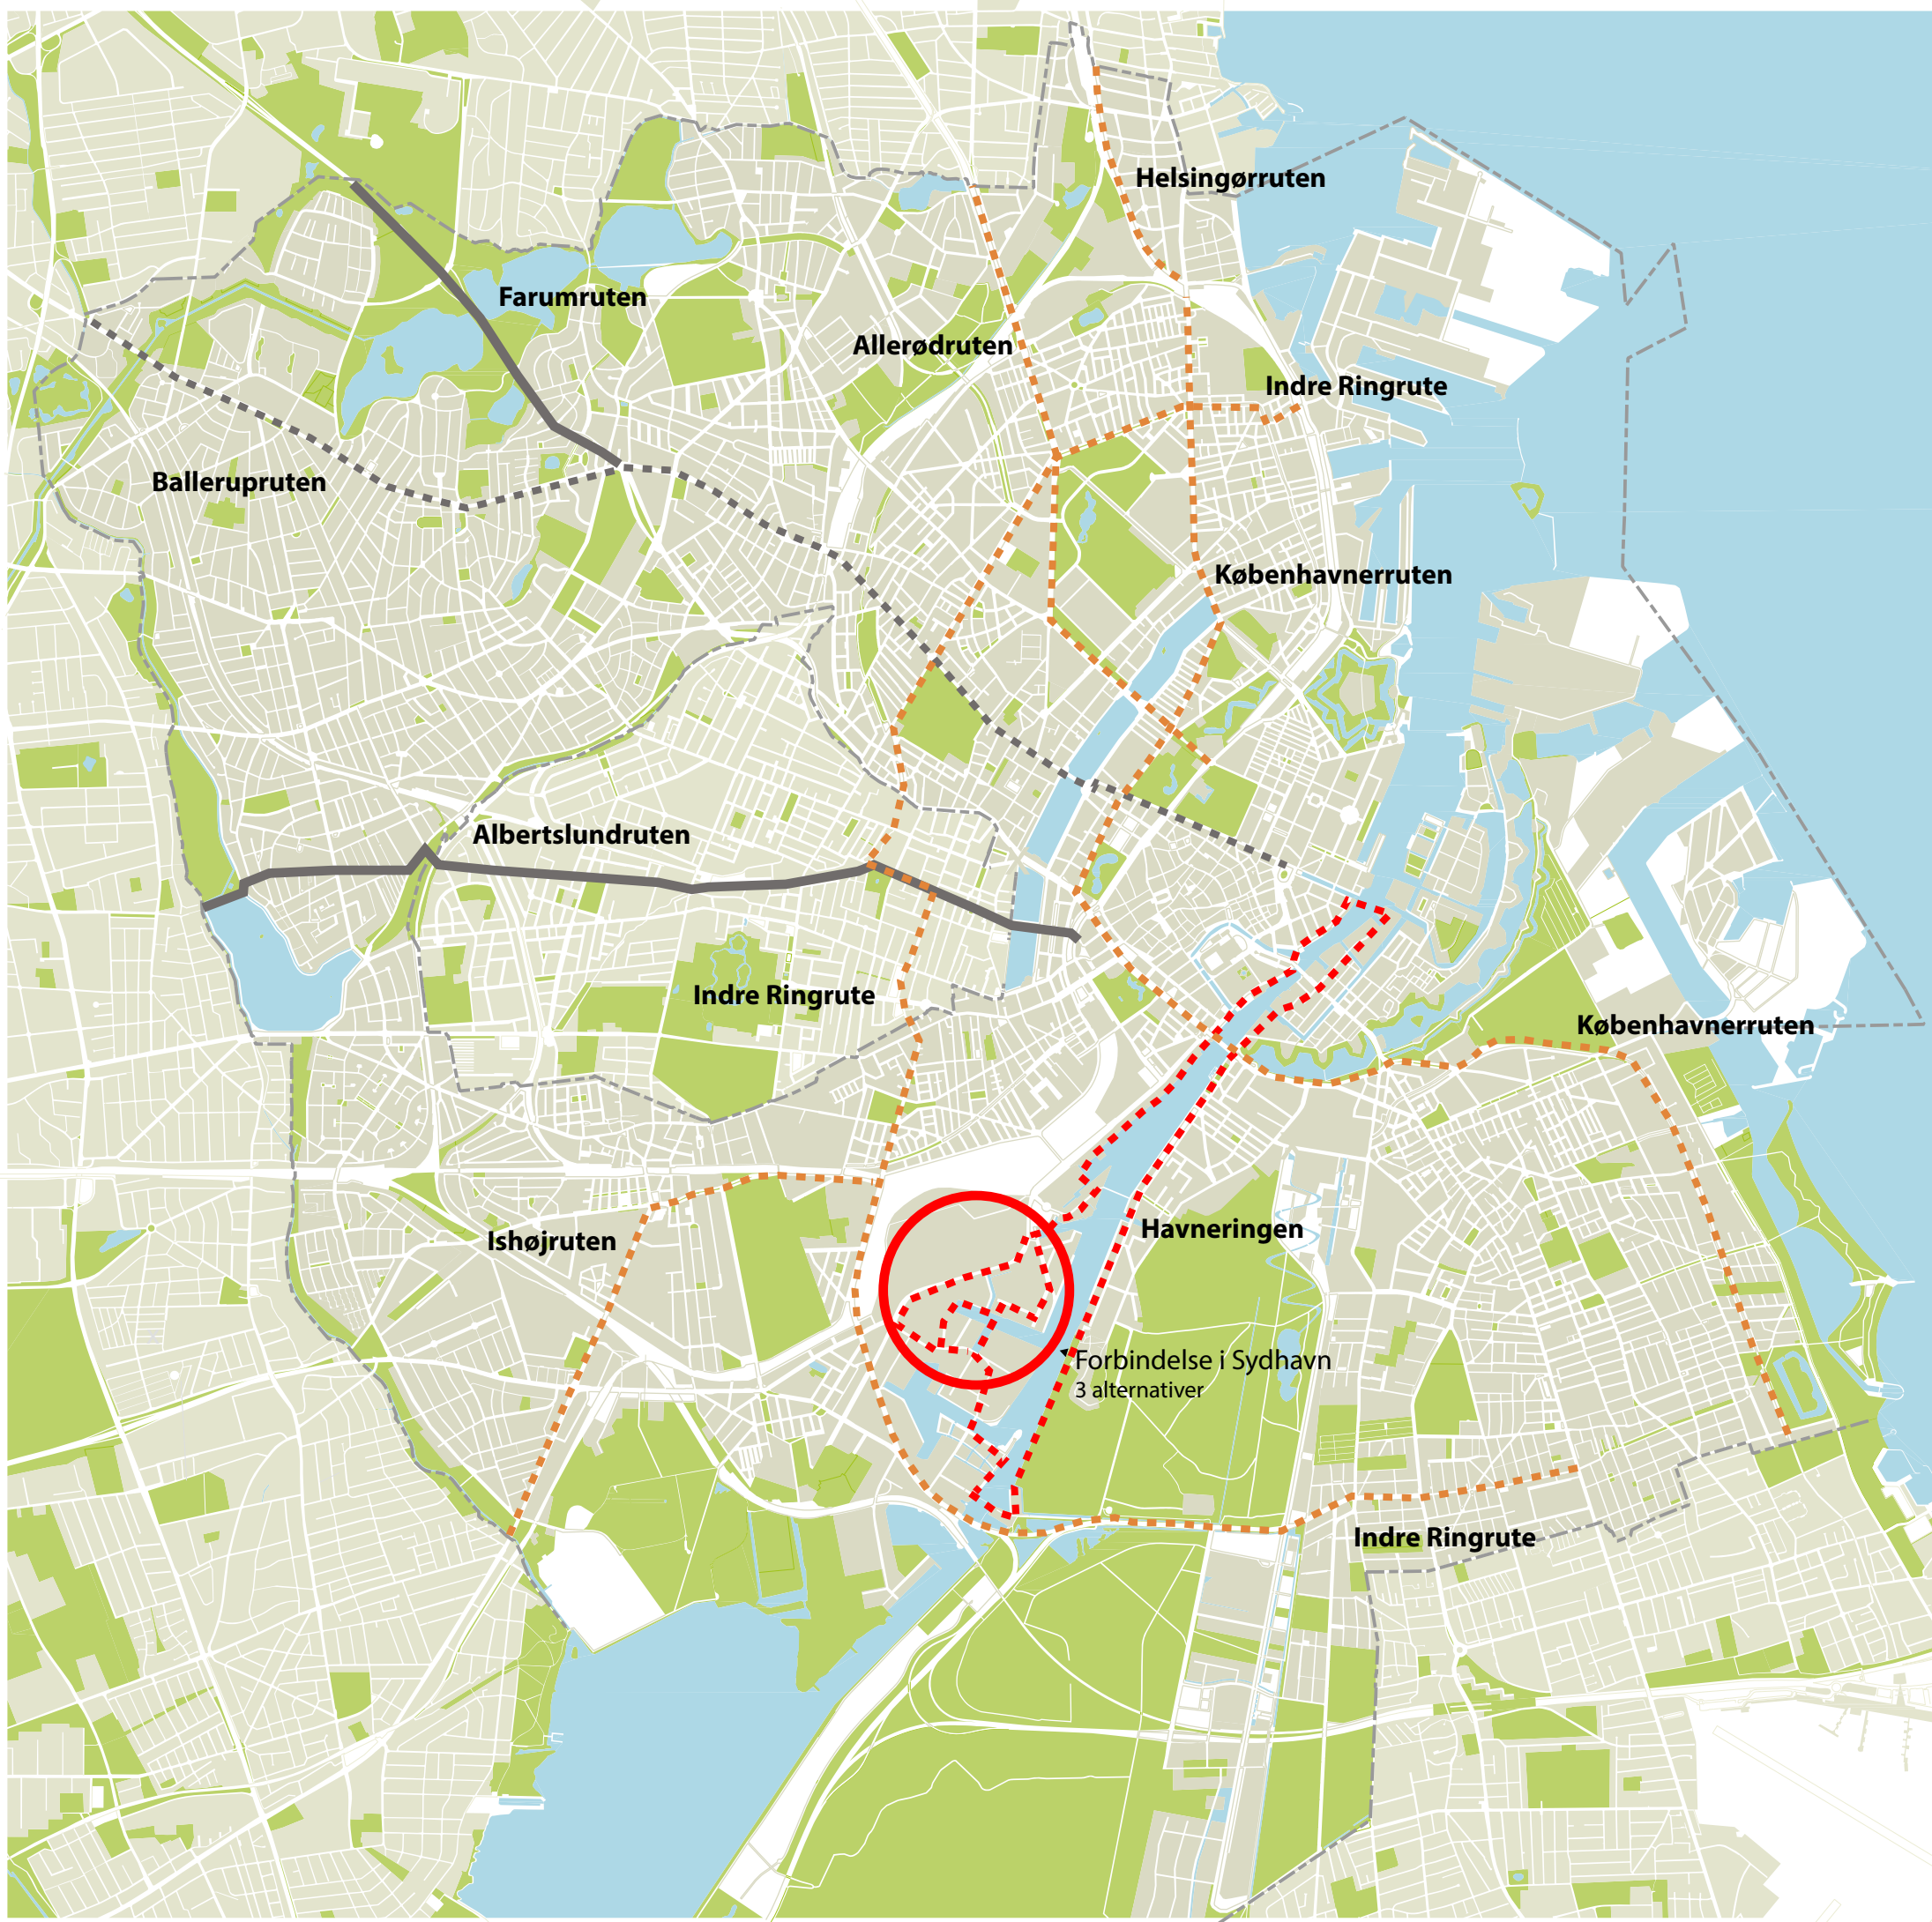 Helsingørruten
Farumruten
Allerødruten
Indre Ringrute
Ballerupruten
Københavnerruten
Albertslundruten
Indre Ringrute
Københavnerruten
Ishøjruten
Havneringen
Forbindelse i Sydhavn
3 alternativer
Indre Ringrute